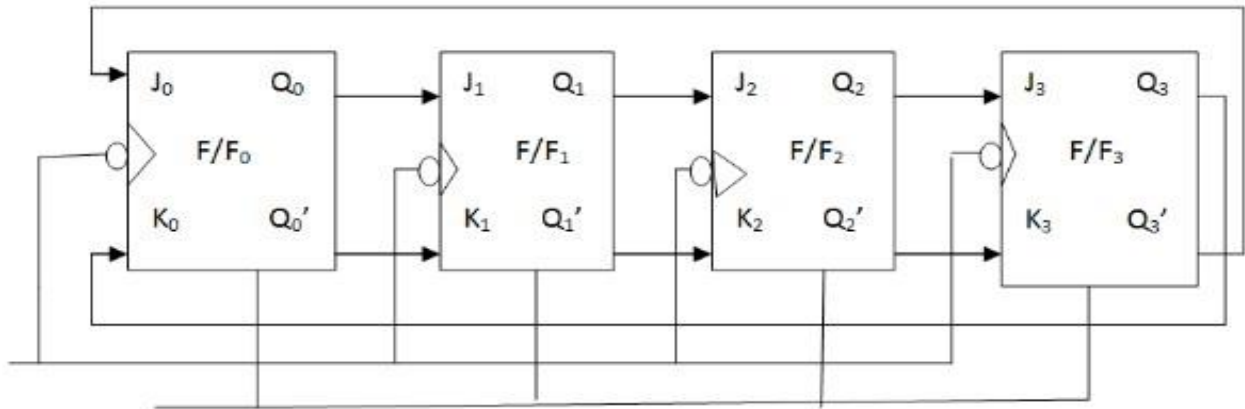 J₀ Q₀ J₁ Q₁ J₂ Q₂ J₃ Q₃
F/F₀ F/F₁ F/F₂ F/F₃
K₀ Q₀’ K₁ Q₁’ K₂ Q₂’ K₃ Q₃’